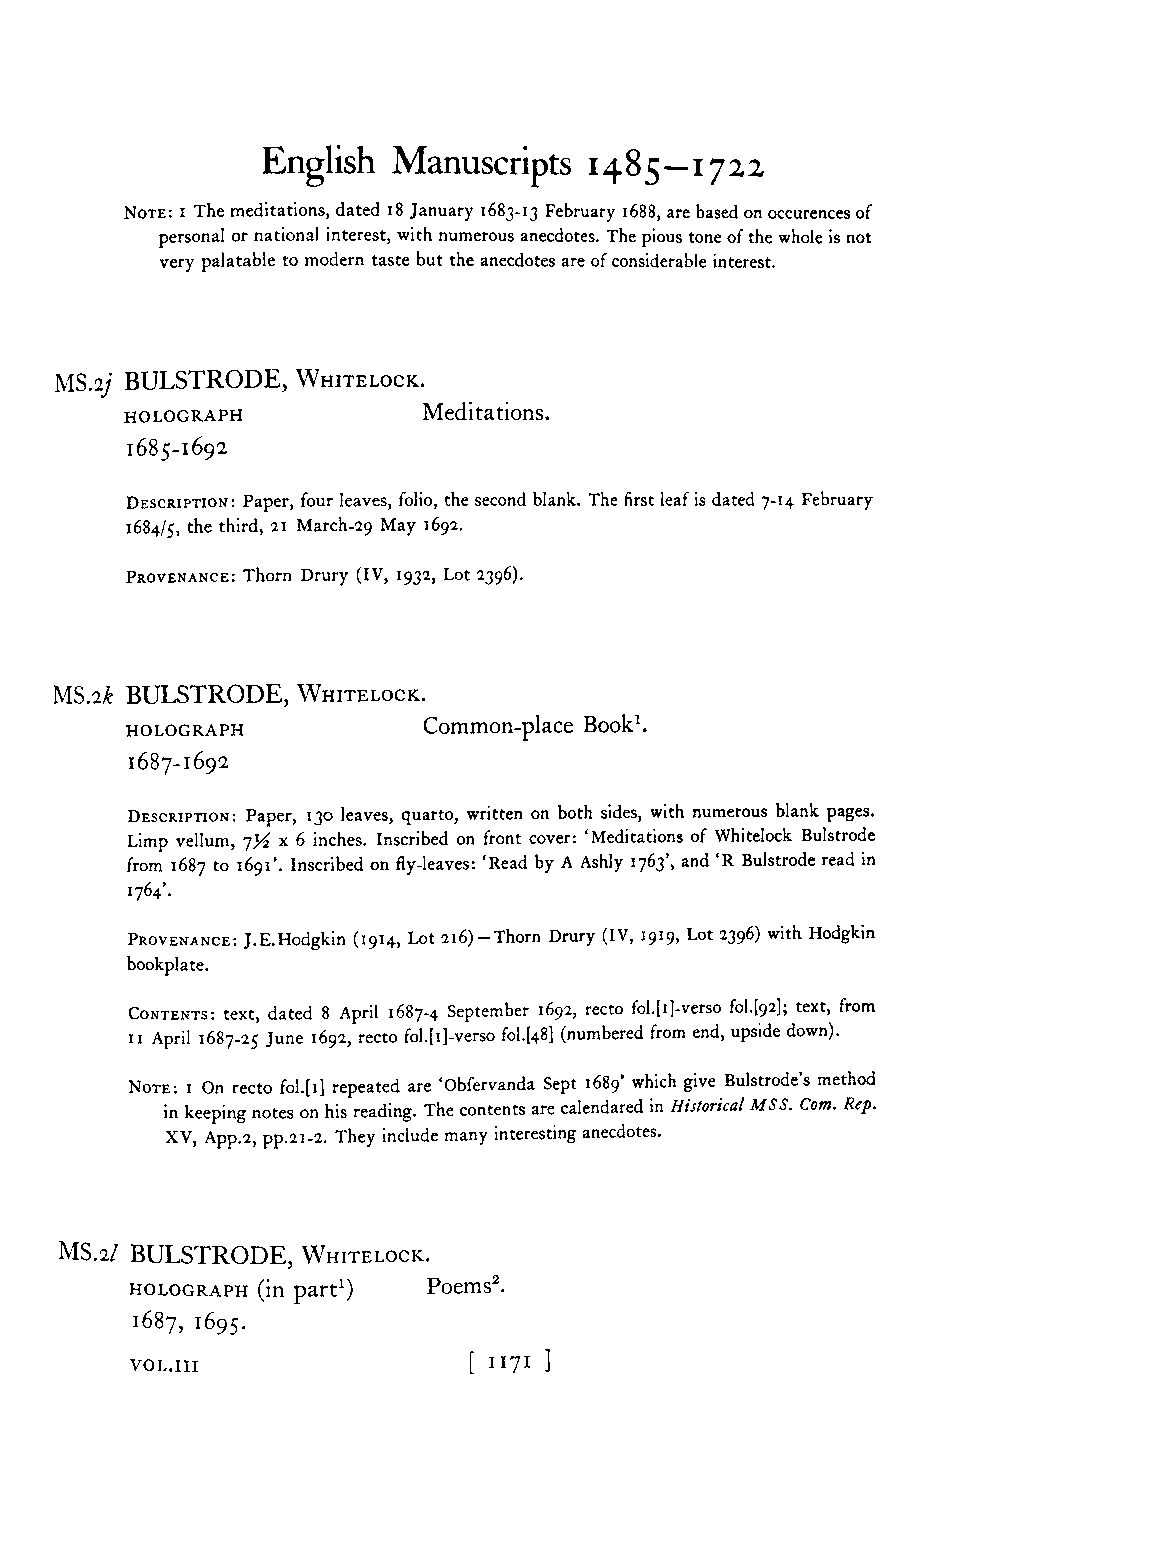 English Manuscripts 1485–1722
NOTE: 1 The meditations, dated 18 January 1683-13 February 1688, are based on occurences of
personal or national interest, with numerous anecdotes. The pious tone of the whole is not
very palatable to modern taste but the anecdotes are of considerable interest.
MS.2j BULSTRODE, WHITELOCK.
HOLOGRAPH Meditations.
1685-1692
DESCRIPTION: Paper, four leaves, folio, the second blank. The first leaf is dated 7-14 February
1684/5, the third, 21 March-29 May 1692.
PROVENANCE: Thorn Drury (IV, 1932, Lot 2396).
MS.2k BULSTRODE, WHITELOCK.
HOLOGRAPH Common-place Book¹.
1687-1692
DESCRIPTION: Paper, 130 leaves, quarto, written on both sides, with numerous blank pages.
Limp vellum, 7½ x 6 inches. Inscribed on front cover: ‘Meditations of Whitelock Bulstrode
from 1687 to 1691’. Inscribed on fly-leaves: ‘Read by A Ashly 1763’, and ‘R Bulstrode read in
1764’.
PROVENANCE: J.E.Hodgkin (1914, Lot 216)–Thorn Drury (IV, 1919, Lot 2396) with Hodgkin
bookplate.
CONTENTS: text, dated 8 April 1687-4 September 1692, recto fol.[1]-verso fol.[92]; text, from
11 April 1687-25 June 1692, recto fol.[1]-verso fol.[48] (numbered from end, upside down).
NOTE: 1 On recto fol.[1] repeated are ‘Obſervanda Sept 1689’ which give Bulstrode’s method
in keeping notes on his reading. The contents are calendared in Historical MSS. Com. Rep.
XV, App.2, pp.21-2. They include many interesting anecdotes.
MS.2l BULSTRODE, WHITELOCK.
HOLOGRAPH (in part¹) Poems².
1687, 1695.
VOL.III [ 1171 ]